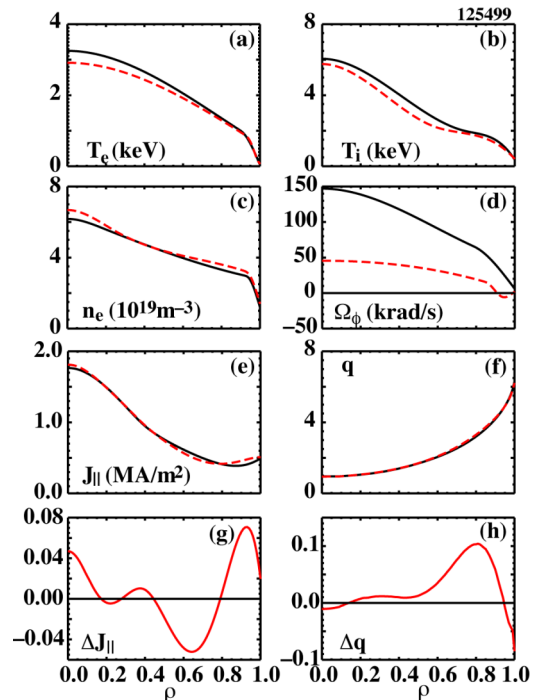 125499
4
(a)
2
Tₑ (keV)
0
8
(b)
4
Tᵢ (keV)
0
8
(c)
4
nₑ (10¹⁹m⁻³)
0
150
(d)
100
50
0
Ωᵩ (krad/s)
−50
2.0
(e)
1.0
J∥ (MA/m²)
0.0
8
q
(f)
4
0
0.08
(g)
0.04
0.00
−0.04
ΔJ∥
0.0 0.2 0.4 0.6 0.8 1.0
ρ
0.1
(h)
0.0
Δq
−0.1
0.0 0.2 0.4 0.6 0.8 1.0
ρ